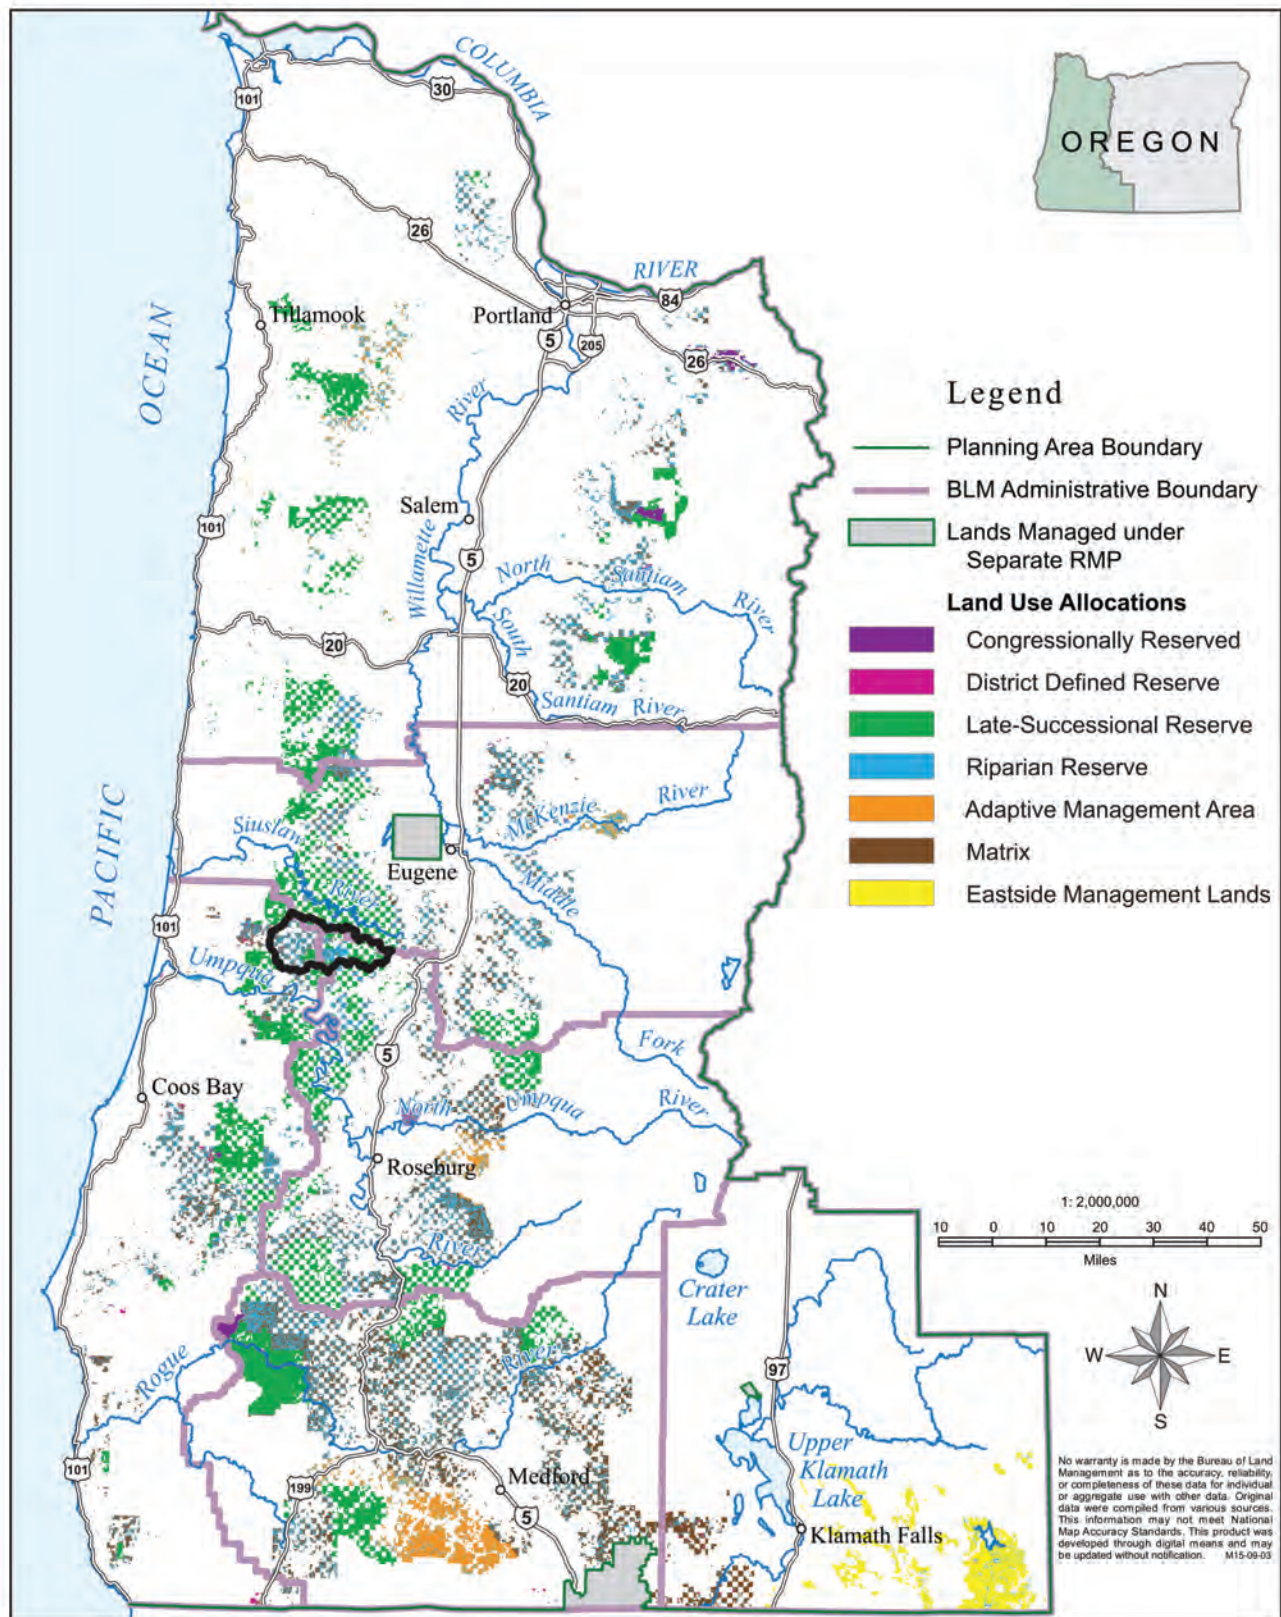 COLUMBIA
30
101
OREGON
26
RIVER
84
Tillamook
Portland
5
205
26
OCEAN
River
Legend
Planning Area Boundary
BLM Administrative Boundary
Lands Managed under
Separate RMP
Land Use Allocations
Congressionally Reserved
District Defined Reserve
Late-Successional Reserve
Riparian Reserve
Adaptive Management Area
Matrix
Eastside Management Lands
Salem
101
5
Willamette
North
Santiam
River
South
20
20
Santiam River
PACIFIC
Siuslaw
River
McKenzie
River
Eugene
Middle
101
Umpqua
Fork
5
Coos Bay
North
Umpqua
River
Roseburg
River
1: 2,000,000
10 0 10 20 30 40 50
Miles
Crater
Lake
N
W
E
S
Rogue
River
97
Upper
Klamath
Lake
101
199
Medford
5
Klamath Falls
No warranty is made by the Bureau of Land
Management as to the accuracy, reliability,
or completeness of these data for individual
or aggregate use with other data. Original
data were compiled from various sources.
This information may not meet National
Map Accuracy Standards. This product was
developed through digital means and may
be updated without notification. M15-09-03